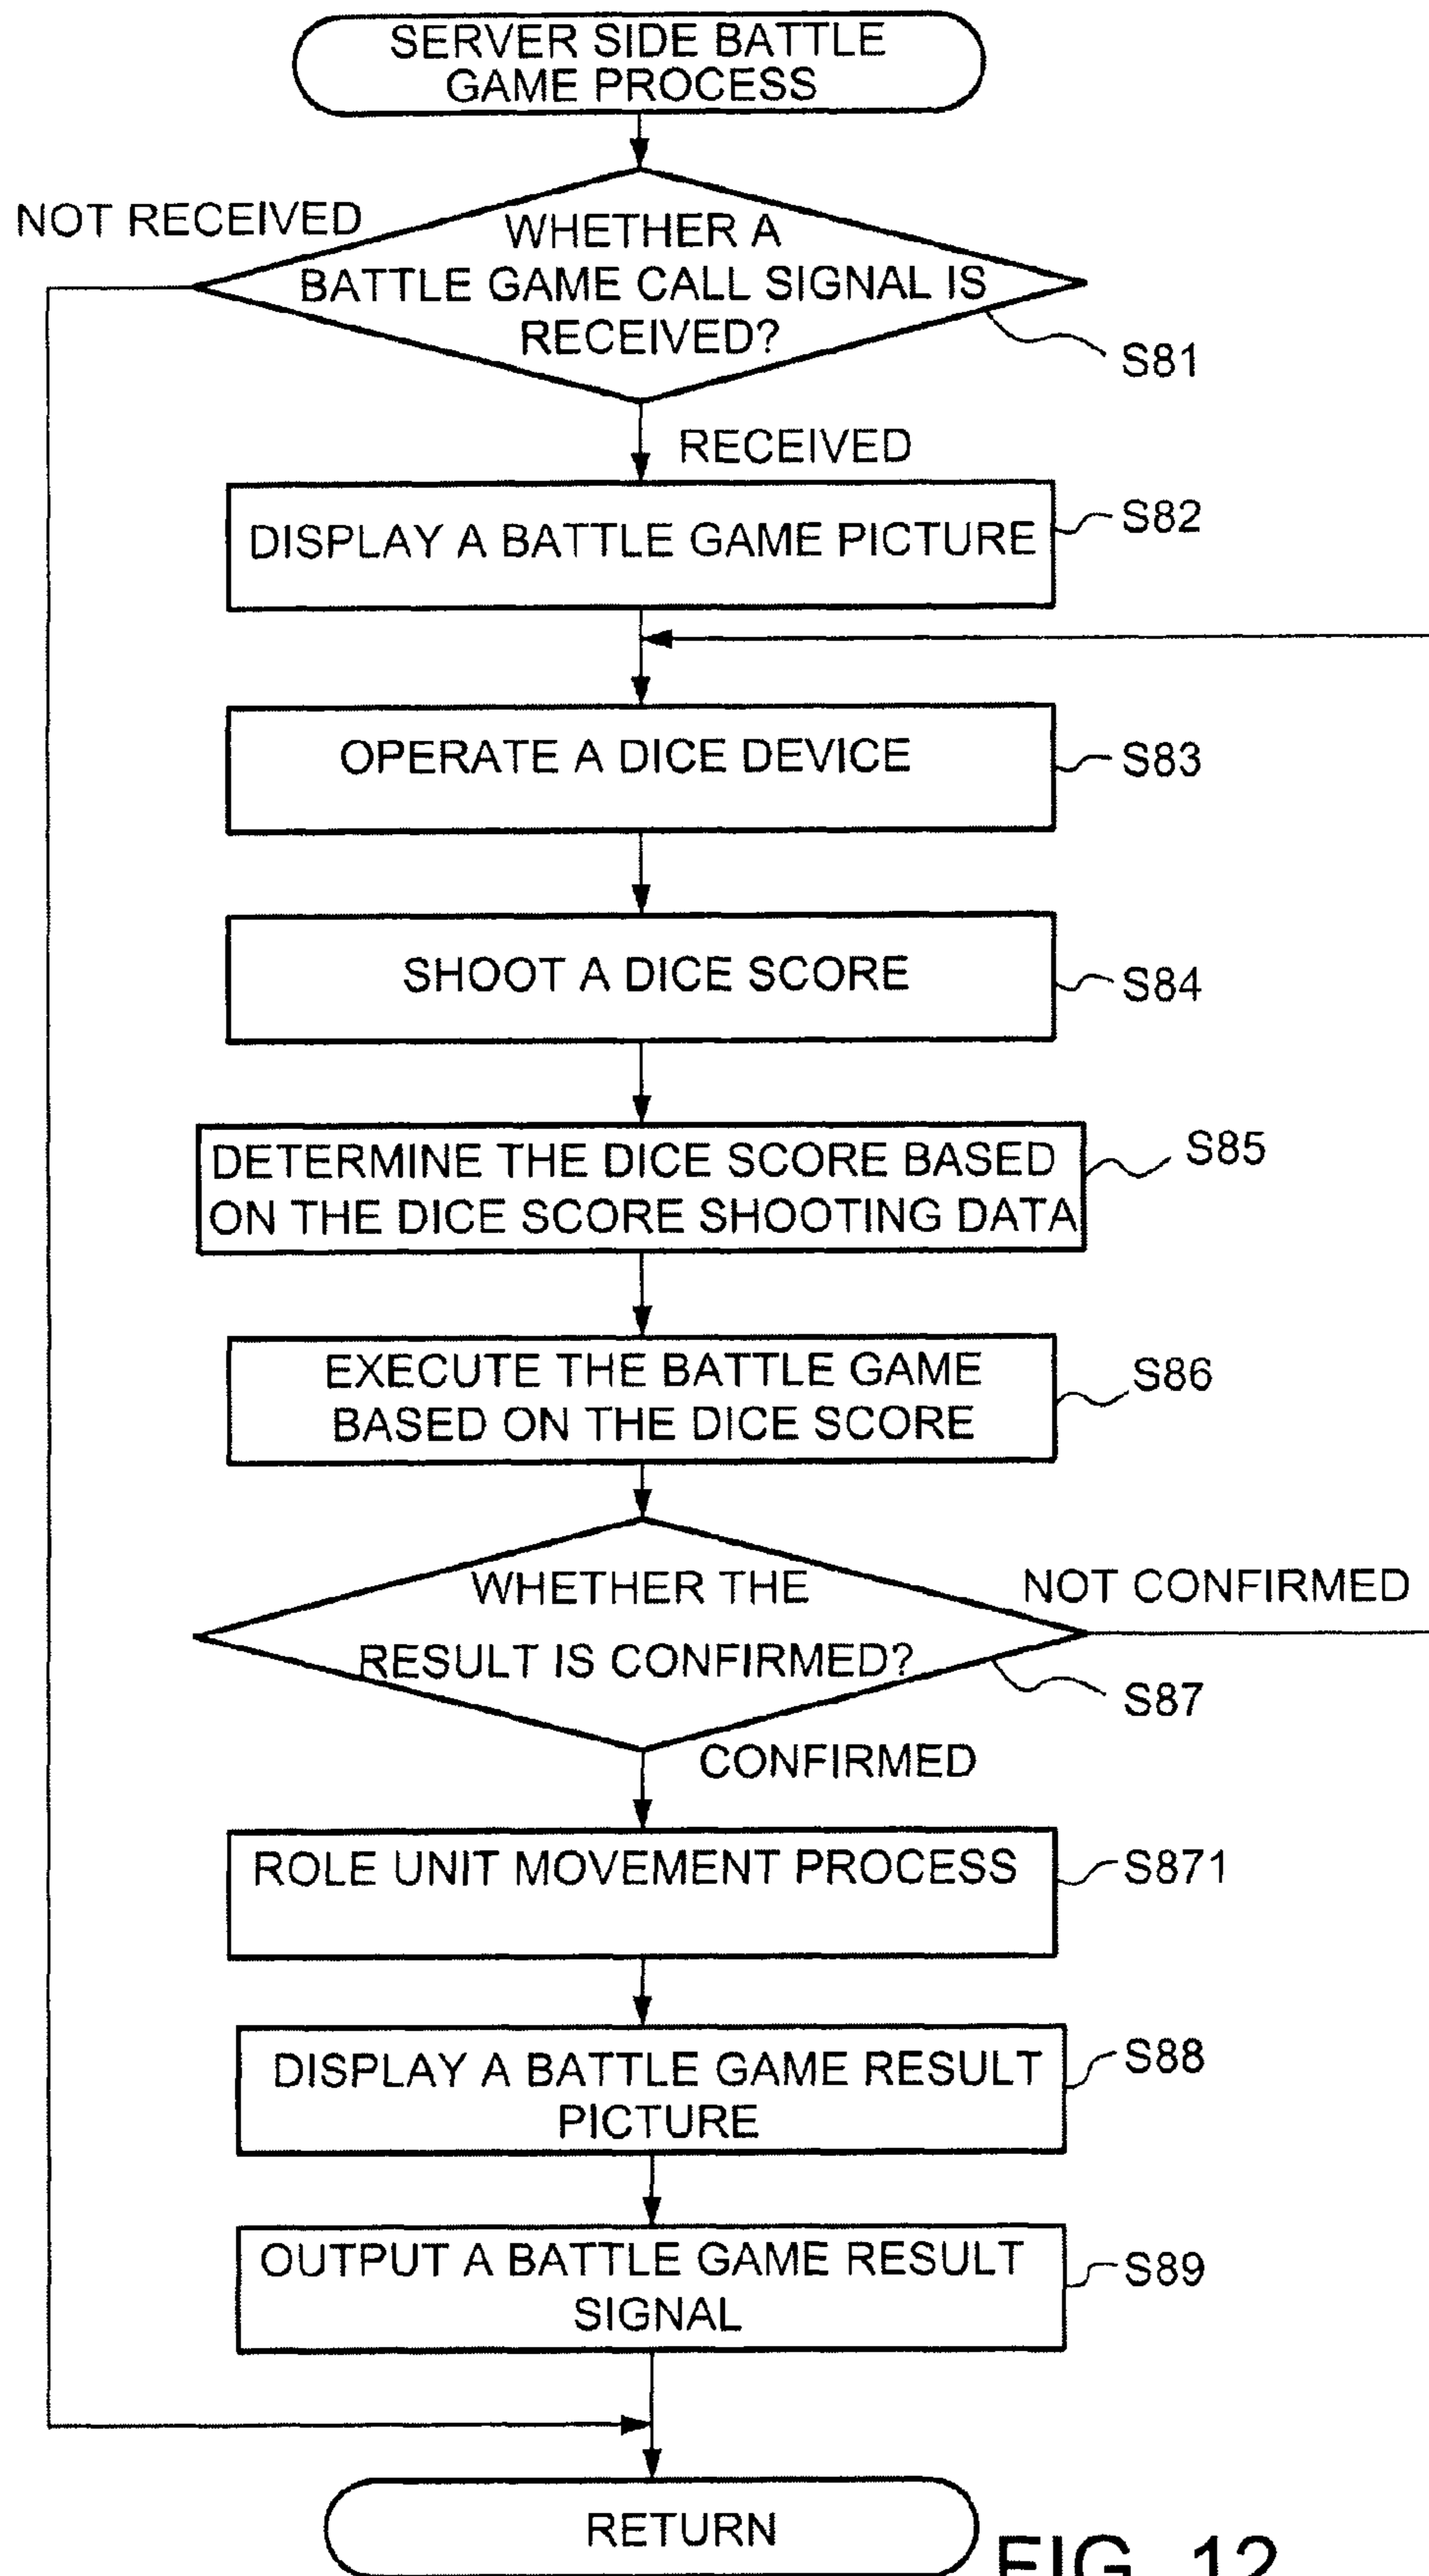 SERVER SIDE BATTLE
GAME PROCESS
NOT RECEIVED
WHETHER A
BATTLE GAME CALL SIGNAL IS
RECEIVED?
S81
RECEIVED
DISPLAY A BATTLE GAME PICTURE
S82
OPERATE A DICE DEVICE
S83
SHOOT A DICE SCORE
S84
DETERMINE THE DICE SCORE BASED
ON THE DICE SCORE SHOOTING DATA
S85
EXECUTE THE BATTLE GAME
BASED ON THE DICE SCORE
S86
WHETHER THE
RESULT IS CONFIRMED?
NOT CONFIRMED
S87
CONFIRMED
ROLE UNIT MOVEMENT PROCESS
S871
DISPLAY A BATTLE GAME RESULT
PICTURE
S88
OUTPUT A BATTLE GAME RESULT
SIGNAL
S89
RETURN
FIG. 12